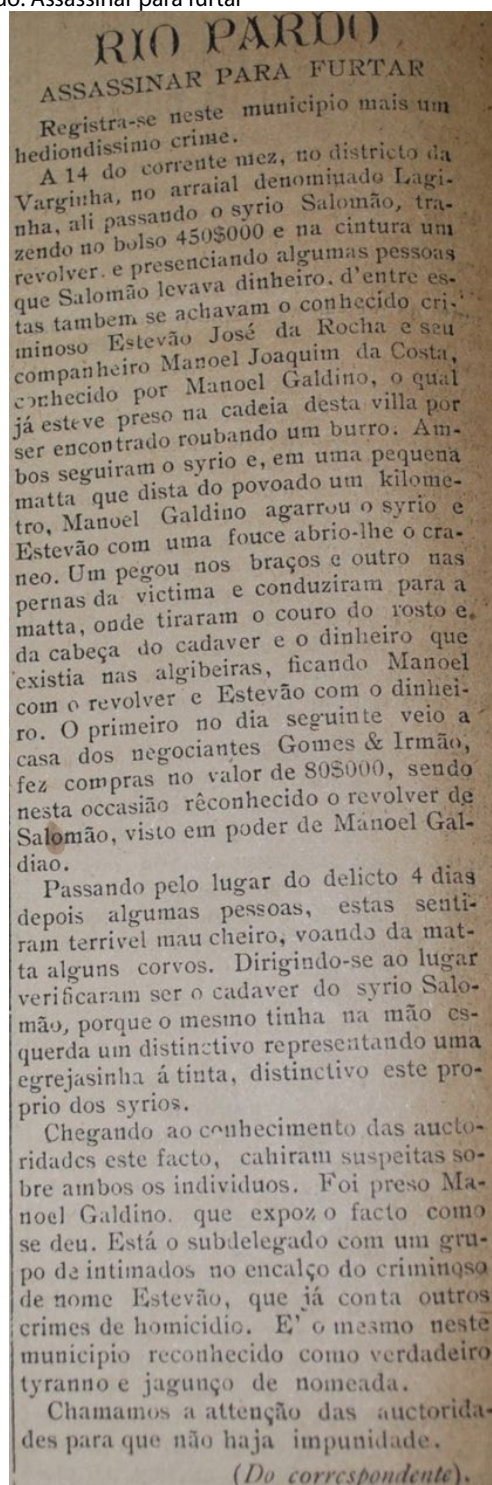 do. Assassinar para furtar
RIO PARDO
ASSASSINAR PARA FURTAR
Registra-se neste municipio mais um
hediondissimo crime.
A 14 do corrente mez, no districto da
Varginha, no arraial denominado Lagi-
nha, ali passando o syrio Salomão, tra-
zendo no bolso 450$000 e na cintura um
revolver. e presenciando algumas pessoas
que Salomão levava dinheiro. d'entre es-
tas tambem se achavam o conhecido cri-
minoso Estevão José da Rocha e seu
companheiro Manoel Joaquim da Costa,
conhecido por Manoel Galdino, o qual
já esteve preso na cadeia desta villa por
ser encontrado roubando um burro. Am-
bos seguiram o syrio e, em uma pequena
matta que dista do povoado um kilome-
tro, Manoel Galdino agarrou o syrio e
Estevão com uma fouce abrio-lhe o cra-
neo. Um pegou nos braços e outro nas
pernas da victima e conduziram para a
matta, onde tiraram o couro do rosto e,
da cabeça do cadaver e o dinheiro que
existia nas algibeiras, ficando Manoel
com o revolver e Estevão com o dinhei-
ro. O primeiro no dia seguinte veio a
casa dos negociantes Gomes & Irmão,
fez compras no valor de 80$000, sendo
nesta occasião rêconhecido o revolver de
Salomão, visto em poder de Manoel Gal-
diao.
Passando pelo lugar do delicto 4 dias
depois algumas pessoas, estas senti-
ram terrivel mau cheiro, voando da mat-
ta alguns corvos. Dirigindo-se ao lugar
verificaram ser o cadaver do syrio Salo-
mão, porque o mesmo tinha na mão es-
querda um distinctivo representando uma
egrejasinha á tinta, distinctivo este pro-
prio dos syrios.
Chegando ao conhecimento das aucto-
ridades este facto, cahiram suspeitas so-
bre ambos os individuos. Foi preso Ma-
noel Galdino. que expoz o facto como
se deu. Está o subdelegado com um gru-
po de intimados no encalço do criminoso
de nome Estevão, que já conta outros
crimes de homicidio. E' o mesmo neste
municipio reconhecido como verdadeiro
tyranno e jagunço de nomeada.
Chamamos a attenção das auctorida-
des para que não haja impunidade.
(Do correspondente).